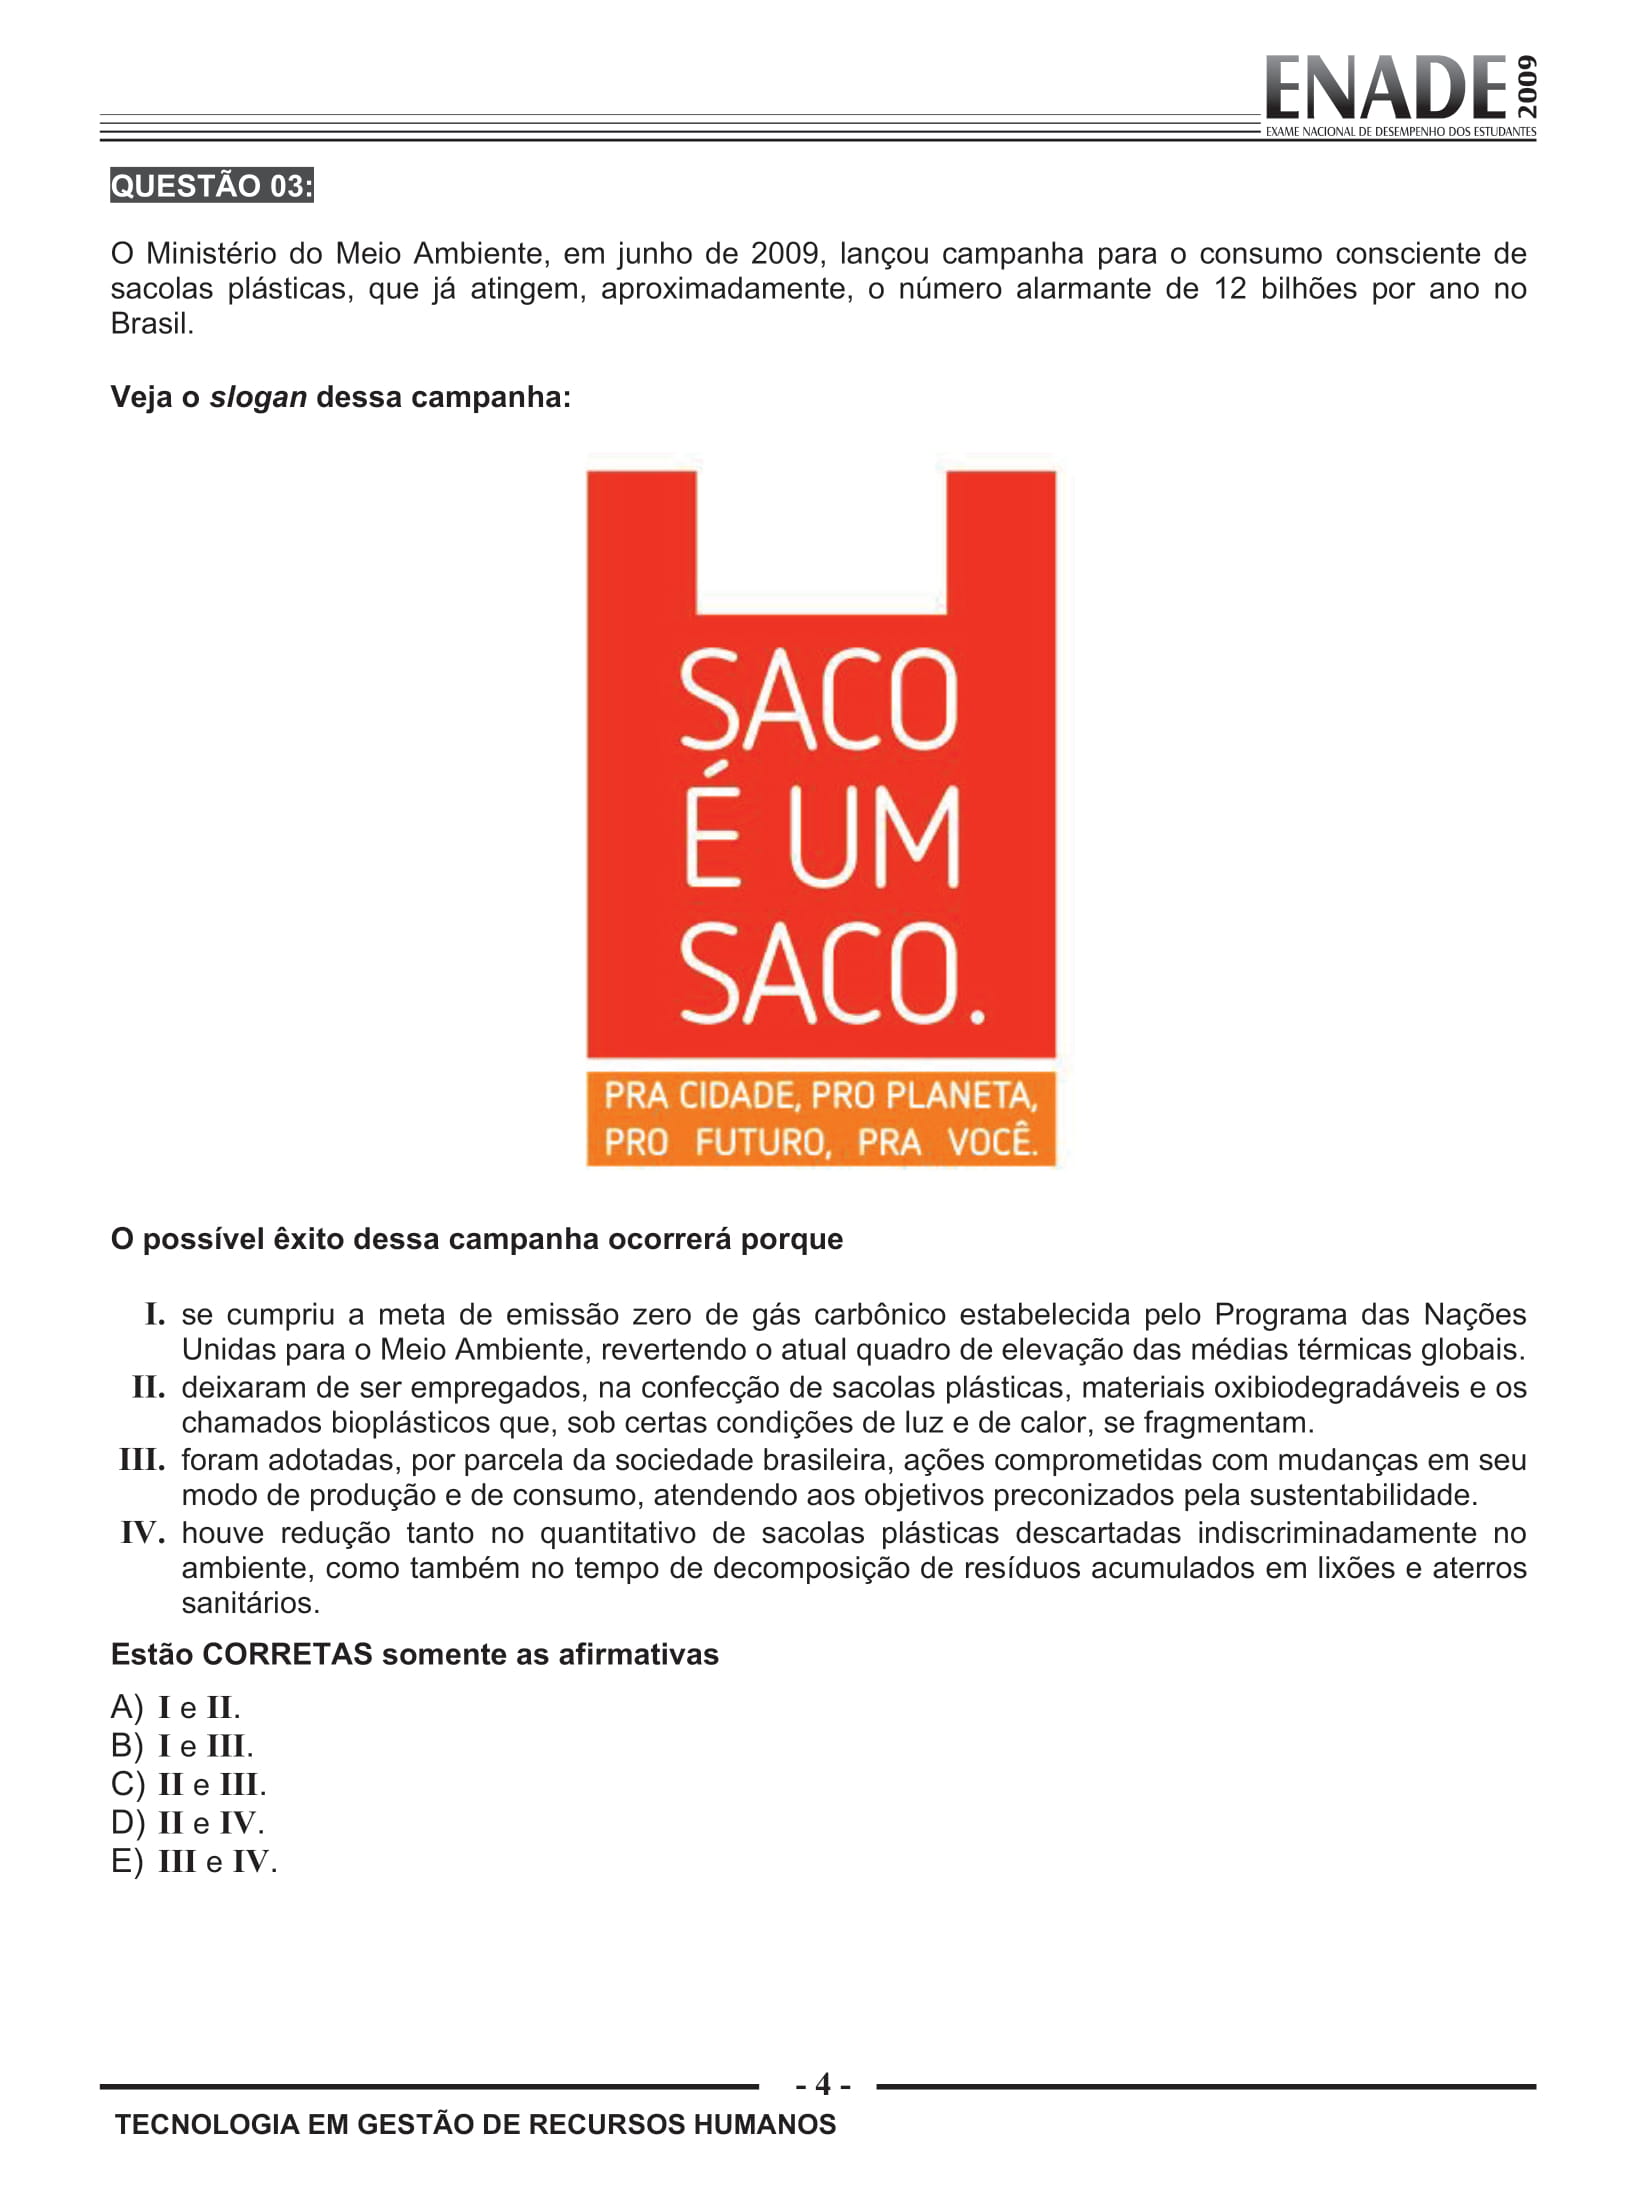 ENADE 2009
EXAME NACIONAL DE DESEMPENHO DOS ESTUDANTES
QUESTÃO 03:
O Ministério do Meio Ambiente, em junho de 2009, lançou campanha para o consumo consciente de
sacolas plásticas, que já atingem, aproximadamente, o número alarmante de 12 bilhões por ano no
Brasil.
Veja o slogan dessa campanha:
SACO
É UM
SACO.
PRA CIDADE, PRO PLANETA,
PRO FUTURO, PRA VOCÊ.
O possível êxito dessa campanha ocorrerá porque
I. se cumpriu a meta de emissão zero de gás carbônico estabelecida pelo Programa das Nações
Unidas para o Meio Ambiente, revertendo o atual quadro de elevação das médias térmicas globais.
II. deixaram de ser empregados, na confecção de sacolas plásticas, materiais oxibiodegradáveis e os
chamados bioplásticos que, sob certas condições de luz e de calor, se fragmentam.
III. foram adotadas, por parcela da sociedade brasileira, ações comprometidas com mudanças em seu
modo de produção e de consumo, atendendo aos objetivos preconizados pela sustentabilidade.
IV. houve redução tanto no quantitativo de sacolas plásticas descartadas indiscriminadamente no
ambiente, como também no tempo de decomposição de resíduos acumulados em lixões e aterros
sanitários.
Estão CORRETAS somente as afirmativas
A) I e II.
B) I e III.
C) II e III.
D) II e IV.
E) III e IV.
- 4 -
TECNOLOGIA EM GESTÃO DE RECURSOS HUMANOS